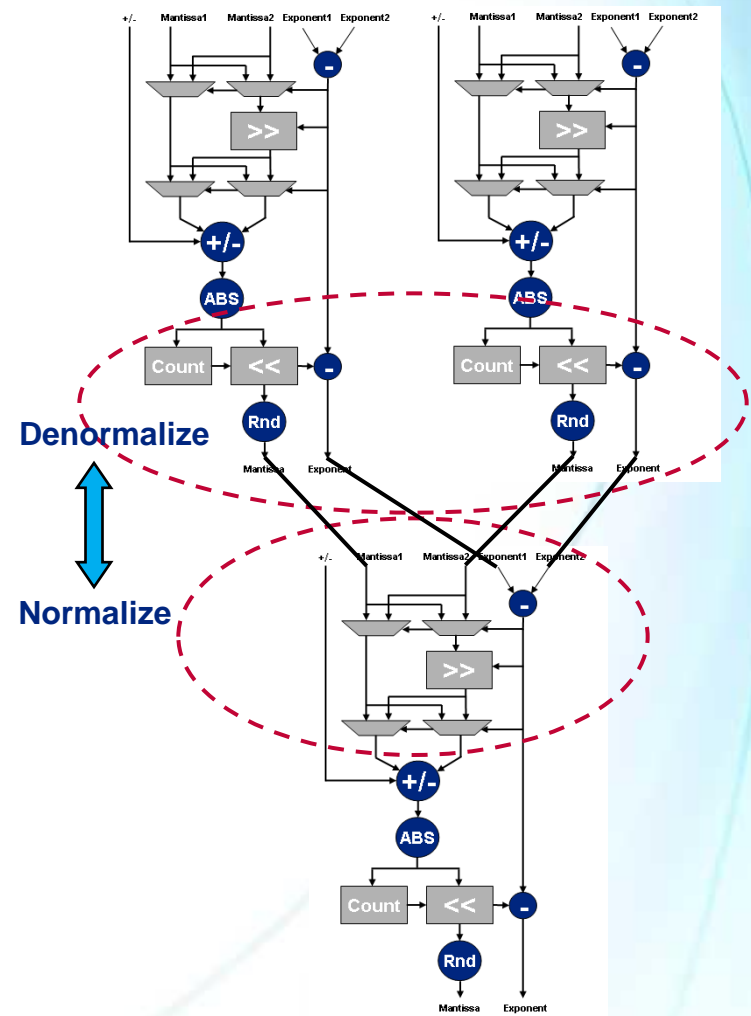 +/- Mantissa1 Mantissa2 Exponent1 Exponent2
+/- Mantissa1 Mantissa2 Exponent1 Exponent2
-
-
>>
>>
+/-
+/-
ABS
ABS
Count << -
Count << -
Rnd
Rnd
Denormalize
Mantissa Exponent
Mantissa Exponent
+/- Mantissa1 Mantissa2 Exponent1 Exponent2
-
Normalize
>>
+/-
ABS
Count << -
Rnd
Mantissa Exponent